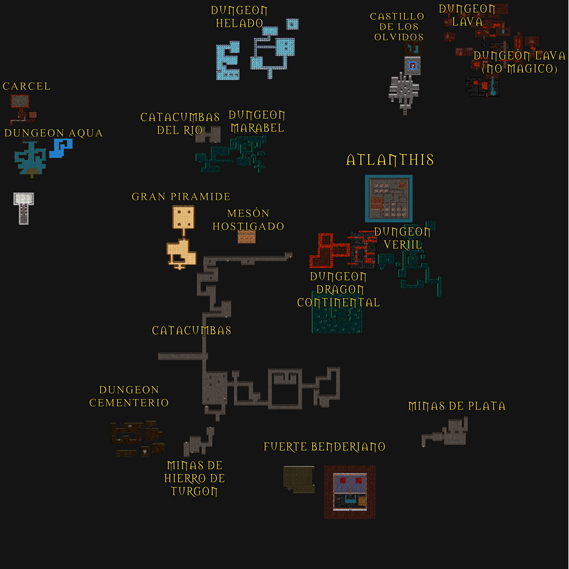 DUNGEON
HELADO
CASTILLO
DE LOS
OLVIDOS
DUNGEON
LAVA
DUNGEON LAVA
(NO MAGICO)
CARCEL
DUNGEON AQUA
CATACUMBAS
DEL RIO
DUNGEON
MARABEL
ATLANTHIS
GRAN PIRAMIDE
MESÓN
HOSTIGADO
DUNGEON
VERIIL
DUNGEON
DRAGON
CONTINENTAL
CATACUMBAS
DUNGEON
CEMENTERIO
MINAS DE PLATA
FUERTE BENDERIANO
MINAS DE
HIERRO DE
TURGON